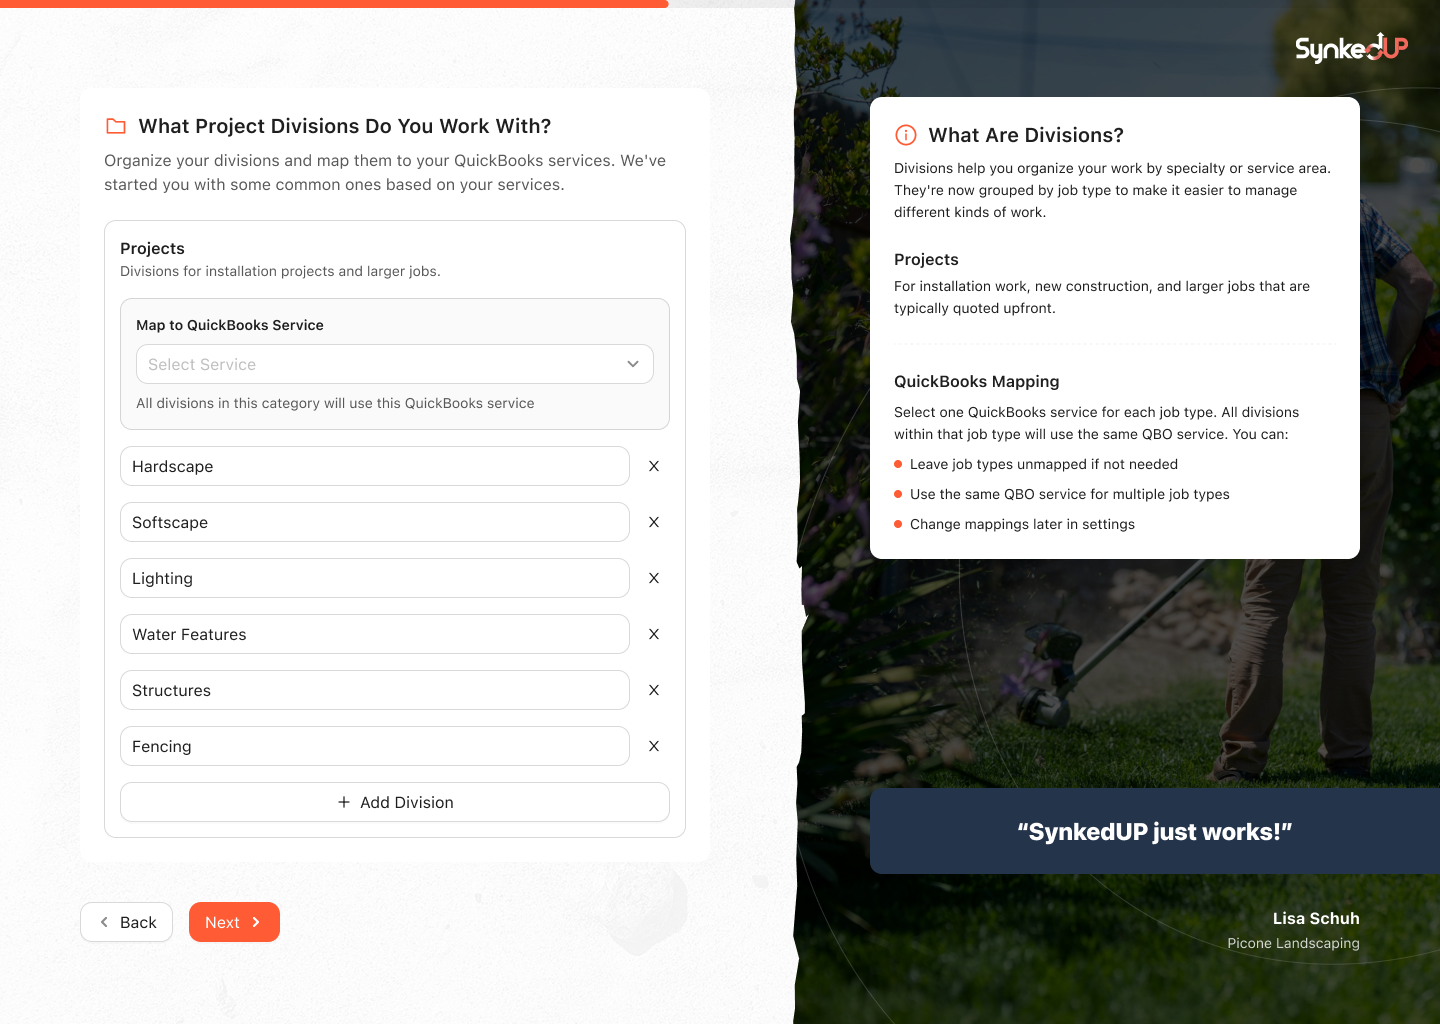 What Project Divisions Do You Work With?
Organize your divisions and map them to your QuickBooks services. We've
started you with some common ones based on your services.
Projects
Divisions for installation projects and larger jobs.
Map to QuickBooks Service
Select Service
All divisions in this category will use this QuickBooks service
Hardscape
Softscape
Lighting
Water Features
Structures
Fencing
Add Division
Back
Next
SynkedUP
What Are Divisions?
Divisions help you organize your work by specialty or service area.
They're now grouped by job type to make it easier to manage
different kinds of work.
Projects
For installation work, new construction, and larger jobs that are
typically quoted upfront.
QuickBooks Mapping
Select one QuickBooks service for each job type. All divisions
within that job type will use the same QBO service. You can:
Leave job types unmapped if not needed
Use the same QBO service for multiple job types
Change mappings later in settings
“SynkedUP just works!”
Lisa Schuh
Picone Landscaping